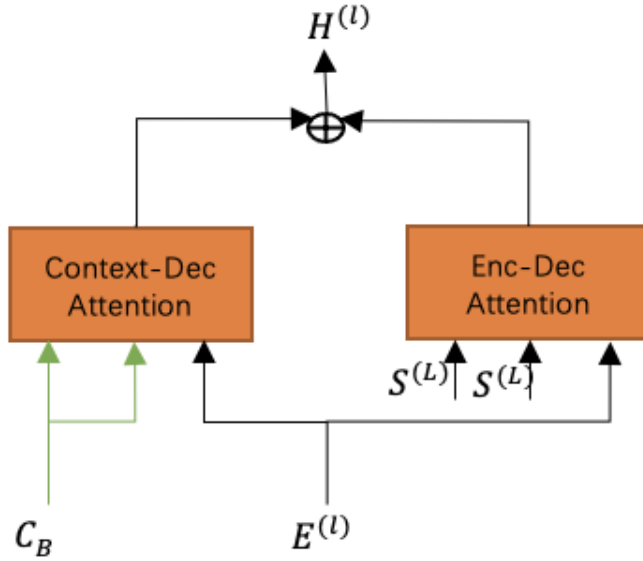 H^(l)
Context-Dec
Attention
Enc-Dec
Attention
S^(L) S^(L)
C_B
E^(l)